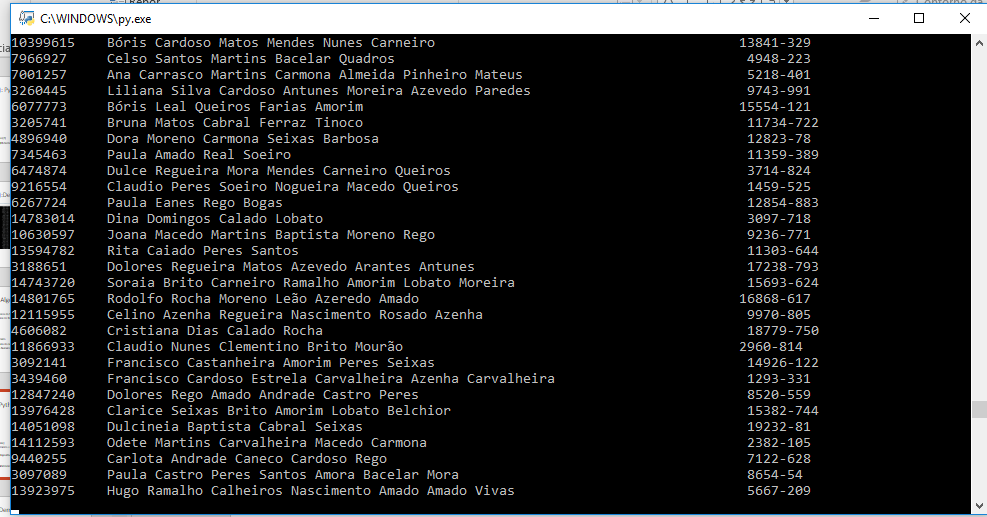 C:\WINDOWS\py.exe
10399615 Bóris Cardoso Matos Mendes Nunes Carneiro 13841-329
7966927 Celso Santos Martins Bacelar Quadros 4948-223
7001257 Ana Carrasco Martins Carmona Almeida Pinheiro Mateus 5218-401
3260445 Liliana Silva Cardoso Antunes Moreira Azevedo Paredes 9743-991
6077773 Bóris Leal Queiros Farias Amorim 15554-121
3205741 Bruna Matos Cabral Ferraz Tinoco 11734-722
4896940 Dora Moreno Carmona Seixas Barbosa 12823-78
7345463 Paula Amado Real Soeiro 11359-389
6474874 Dulce Regueira Mora Mendes Carneiro Queiros 3714-824
9216554 Claudio Peres Soeiro Nogueira Macedo Queiros 1459-525
6267724 Paula Eanes Rego Bogas 12854-883
14783014 Dina Domingos Calado Lobato 3097-718
10630597 Joana Macedo Martins Baptista Moreno Rego 9236-771
13594782 Rita Caiado Peres Santos 11303-644
3188651 Dolores Regueira Matos Azevedo Arantes Antunes 17238-793
14743720 Soraia Brito Carneiro Ramalho Amorim Lobato Moreira 15693-624
14801765 Rodolfo Rocha Moreno Leão Azeredo Amado 16868-617
12115955 Celino Azenha Regueira Nascimento Rosado Azenha 9970-805
4606082 Cristiana Dias Calado Rocha 18779-750
11866933 Claudio Nunes Clementino Brito Mourão 2960-814
3092141 Francisco Castanheira Amorim Peres Seixas 14926-122
3439460 Francisco Cardoso Estrela Carvalheira Azenha Carvalheira 1293-331
12847240 Dolores Rego Amado Andrade Castro Peres 8520-559
13976428 Clarice Seixas Brito Amorim Lobato Belchior 15382-744
14051098 Dulcineia Baptista Cabral Seixas 19232-81
14112593 Odete Martins Carvalheira Macedo Carmona 2382-105
9440255 Carlota Andrade Caneco Cardoso Rego 7122-628
3097089 Paula Castro Peres Santos Amora Bacelar Mora 8654-54
13923975 Hugo Ramalho Calheiros Nascimento Amado Amado Vivas 5667-209